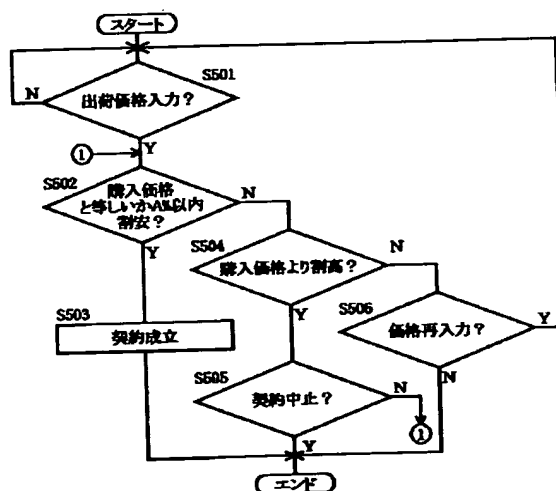 スタート
S501
N
出荷価格入力？
①
Y
S502
購入価格
と等しいかA%以内
割安？
N
Y
S504
購入価格より割高？
N
Y
S503
契約成立
S506
価格再入力？
Y
N
S505
契約中止？
N
①
Y
エンド